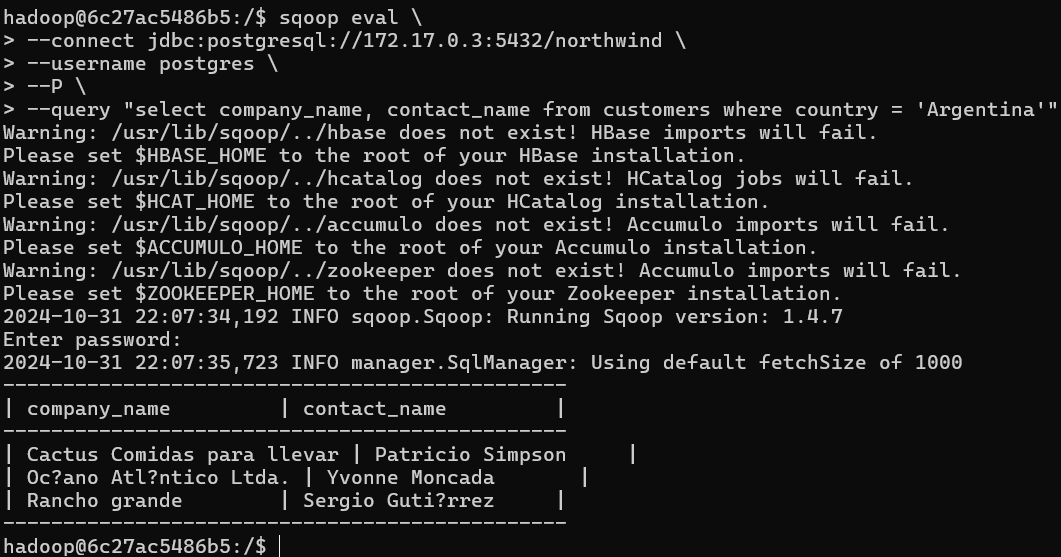 hadoop@6c27ac5486b5:/$ sqoop eval \
> --connect jdbc:postgresql://172.17.0.3:5432/northwind \
> --username postgres \
> --P \
> --query "select company_name, contact_name from customers where country = 'Argentina'"
Warning: /usr/lib/sqoop/../hbase does not exist! HBase imports will fail.
Please set $HBASE_HOME to the root of your HBase installation.
Warning: /usr/lib/sqoop/../hcatalog does not exist! HCatalog jobs will fail.
Please set $HCAT_HOME to the root of your HCatalog installation.
Warning: /usr/lib/sqoop/../accumulo does not exist! Accumulo imports will fail.
Please set $ACCUMULO_HOME to the root of your Accumulo installation.
Warning: /usr/lib/sqoop/../zookeeper does not exist! Accumulo imports will fail.
Please set $ZOOKEEPER_HOME to the root of your Zookeeper installation.
2024-10-31 22:07:34,192 INFO sqoop.Sqoop: Running Sqoop version: 1.4.7
Enter password:
2024-10-31 22:07:35,723 INFO manager.SqlManager: Using default fetchSize of 1000
-----------------------------------------------
| company_name         | contact_name         |
-----------------------------------------------
| Cactus Comidas para llevar | Patricio Simpson     |
| Oc?ano Atl?ntico Ltda. | Yvonne Moncada       |
| Rancho grande        | Sergio Guti?rrez     |
-----------------------------------------------
hadoop@6c27ac5486b5:/$